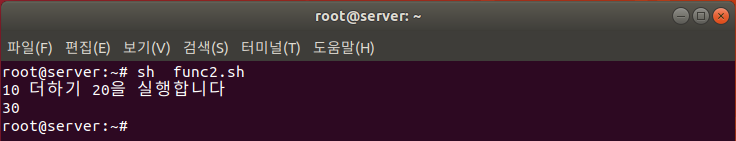 root@server: ~
파일(F) 편집(E) 보기(V) 검색(S) 터미널(T) 도움말(H)
root@server:~# sh  func2.sh
10 더하기 20을 실행합니다
30
root@server:~#